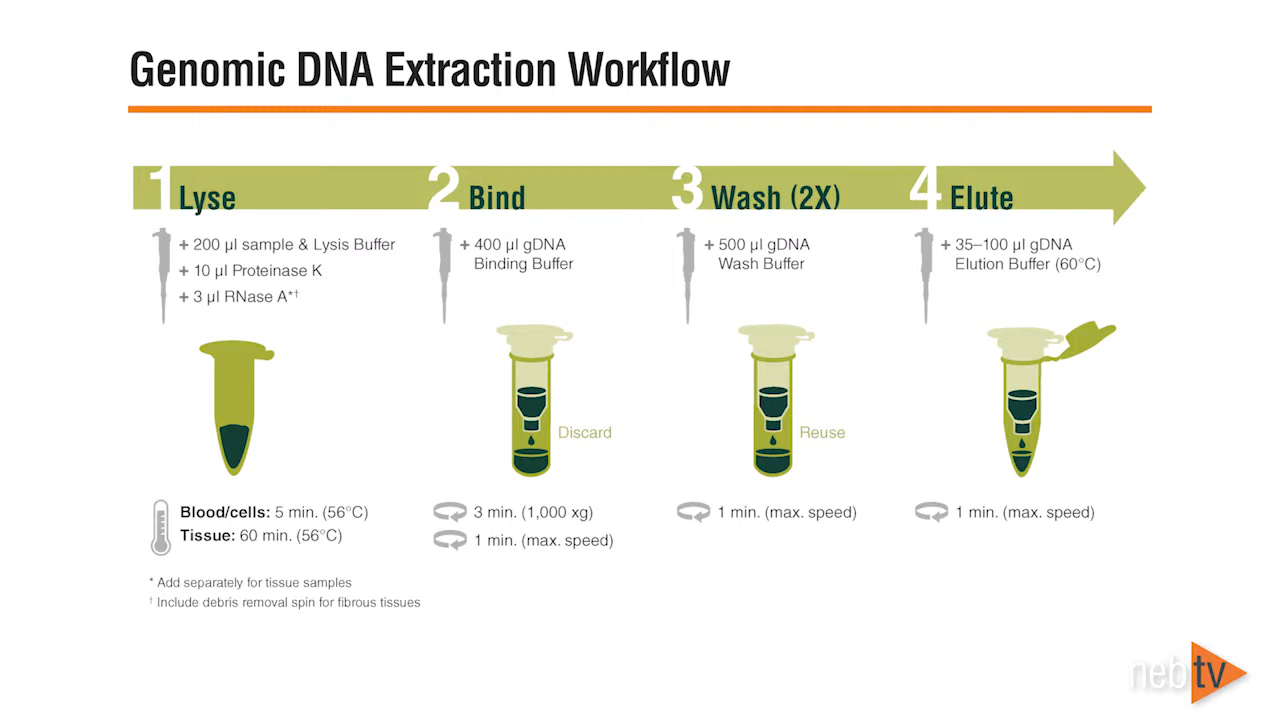 Genomic DNA Extraction Workflow
1 Lyse
+ 200 µl sample & Lysis Buffer
+ 10 µl Proteinase K
+ 3 µl RNase A*†
Blood/cells: 5 min. (56°C)
Tissue: 60 min. (56°C)
2 Bind
+ 400 µl gDNA
Binding Buffer
Discard
3 min. (1,000 xg)
1 min. (max. speed)
3 Wash (2X)
+ 500 µl gDNA
Wash Buffer
Reuse
1 min. (max. speed)
4 Elute
+ 35–100 µl gDNA
Elution Buffer (60°C)
1 min. (max. speed)
* Add separately for tissue samples
† Include debris removal spin for fibrous tissues
nebtv